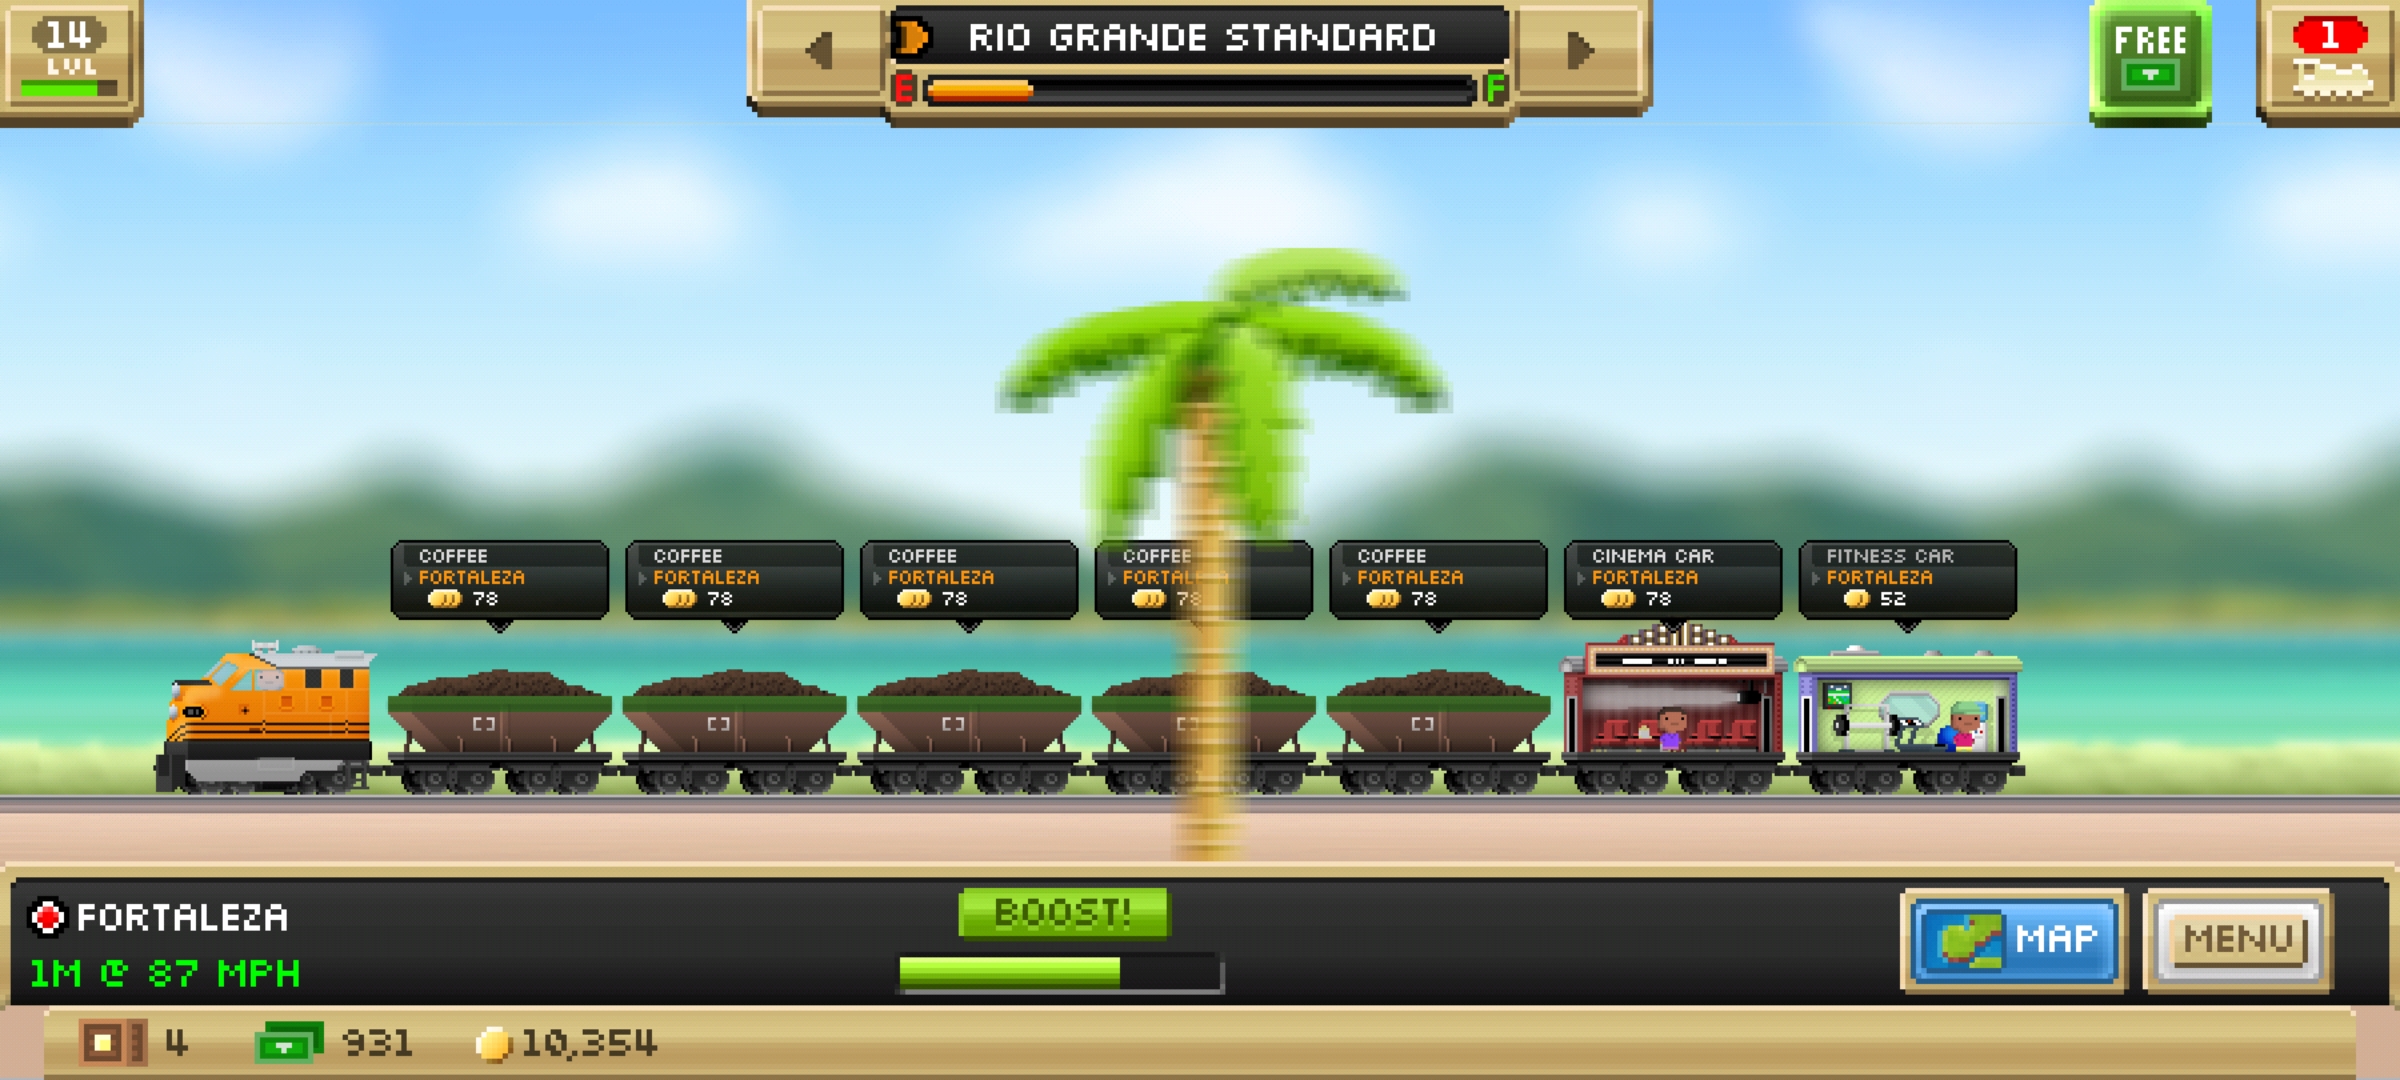 14
LVL
RIO GRANDE STANDARD
E F
FREE
1
COFFEE
FORTALEZA
78
COFFEE
FORTALEZA
78
COFFEE
FORTALEZA
78
COFFEE
78
COFFEE
FORTALEZA
78
CINEMA CAR
FORTALEZA
78
FITNESS CAR
FORTALEZA
52
FORTALEZA
1M @ 87 MPH
BOOST!
MAP
MENU
4
931
10,354